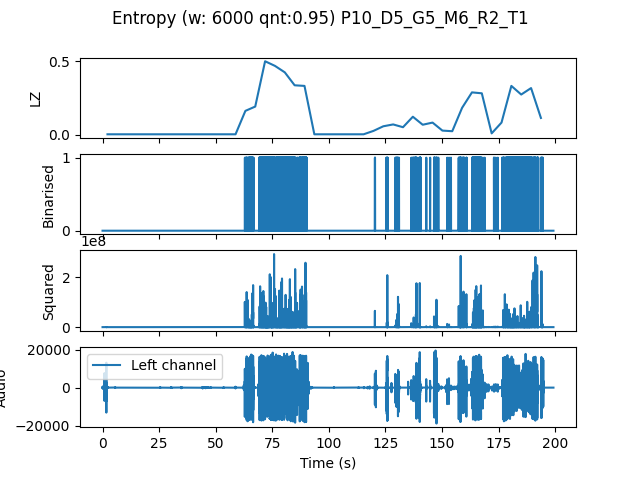 Entropy (w: 6000 qnt:0.95) P10_D5_G5_M6_R2_T1
LZ
0.5
0.0
Binarised
1
0
1e8
Squared
2
0
Audio
20000
0
−20000
Left channel
0 25 50 75 100 125 150 175 200
Time (s)